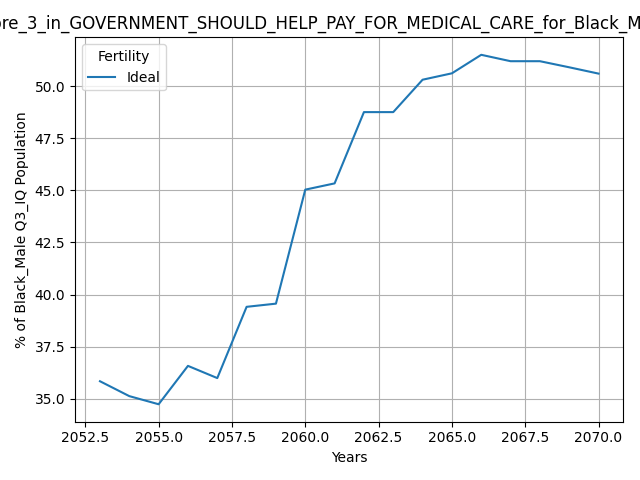 ore_3_in_GOVERNMENT_SHOULD_HELP_PAY_FOR_MEDICAL_CARE_for_Black_M
Fertility
Ideal
% of Black_Male Q3_IQ Population
50.0
47.5
45.0
42.5
40.0
37.5
35.0
2052.5 2055.0 2057.5 2060.0 2062.5 2065.0 2067.5 2070.0
Years